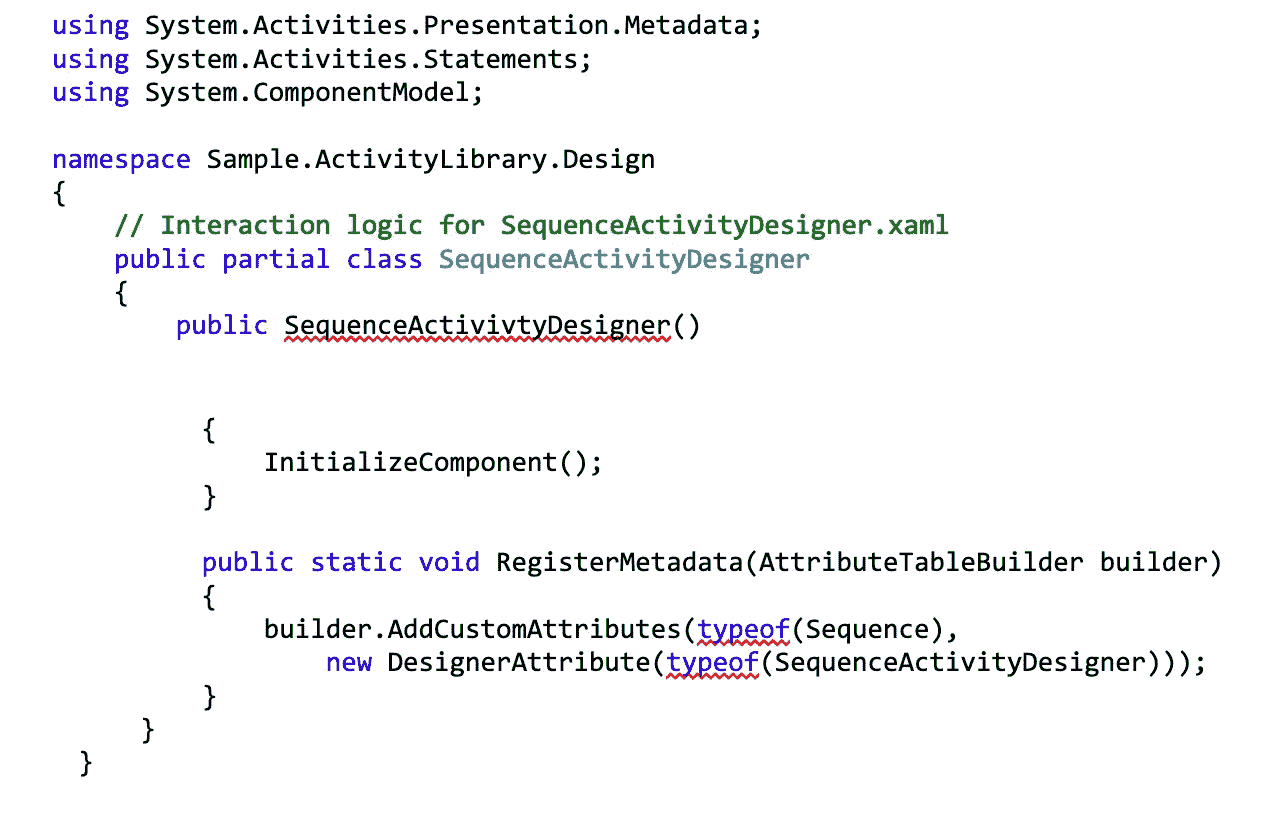 using System.Activities.Presentation.Metadata;
using System.Activities.Statements;
using System.ComponentModel;
namespace Sample.ActivityLibrary.Design
{
// Interaction logic for SequenceActivityDesigner.xaml
public partial class SequenceActivityDesigner
{
public SequenceActivivtyDesigner()
{
InitializeComponent();
}
public static void RegisterMetadata(AttributeTableBuilder builder)
{
builder.AddCustomAttributes(typeof(Sequence),
new DesignerAttribute(typeof(SequenceActivityDesigner)));
}
}
}